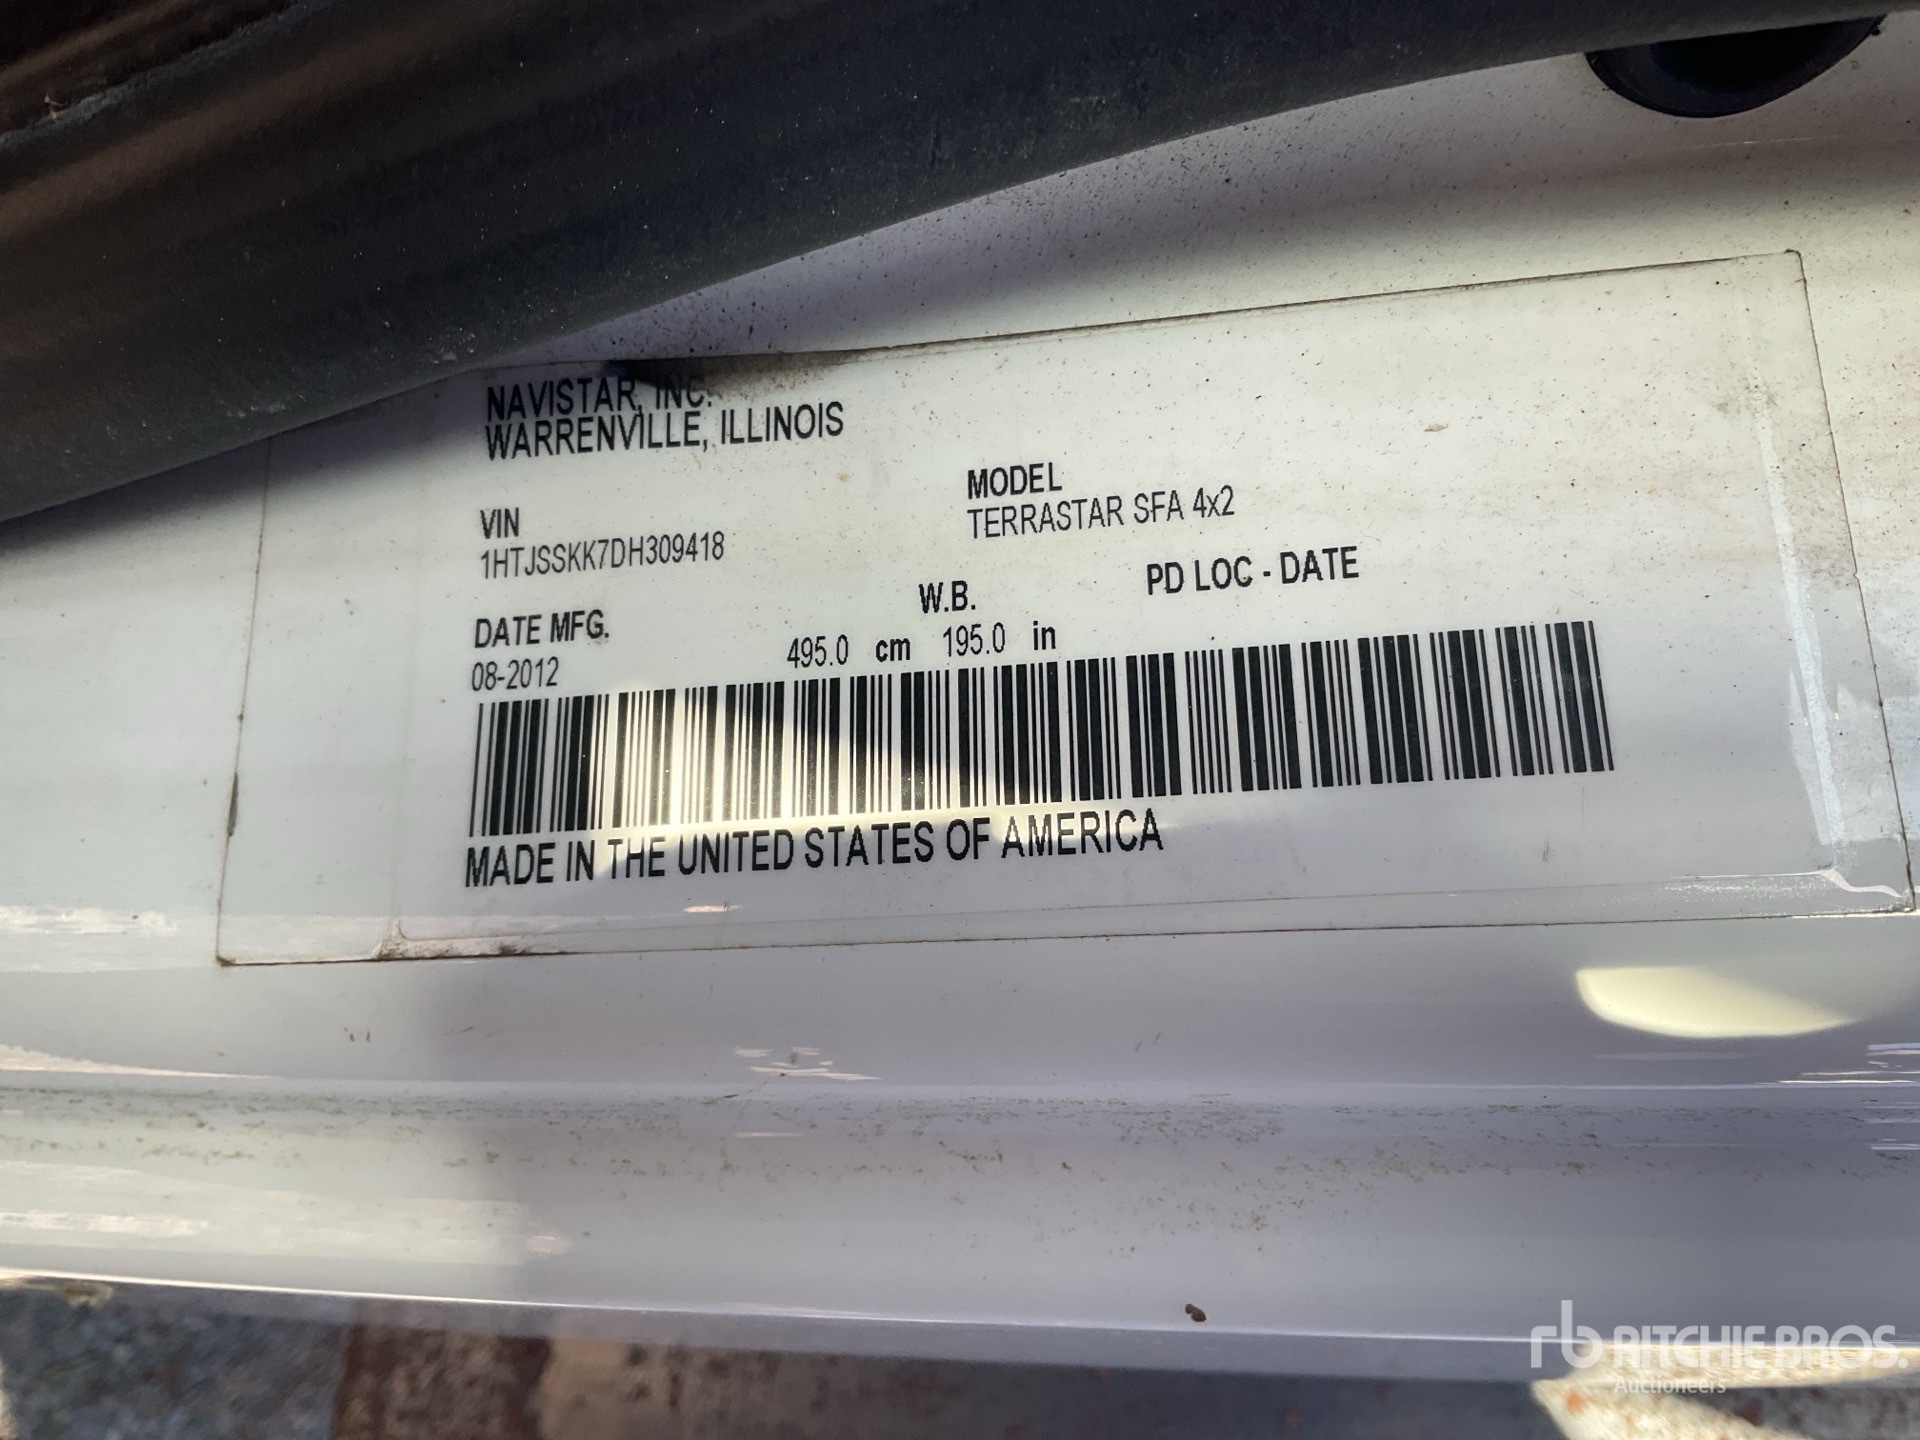 NAVISTAR, INC.
WARRENVILLE, ILLINOIS
VIN
1HTJSSKK7DH309418
MODEL
TERRASTAR SFA 4x2
DATE MFG.
08-2012
W.B.
495.0 cm 195.0 in
PD LOC - DATE
MADE IN THE UNITED STATES OF AMERICA
rb RITCHIE BROS.
Auctioneers